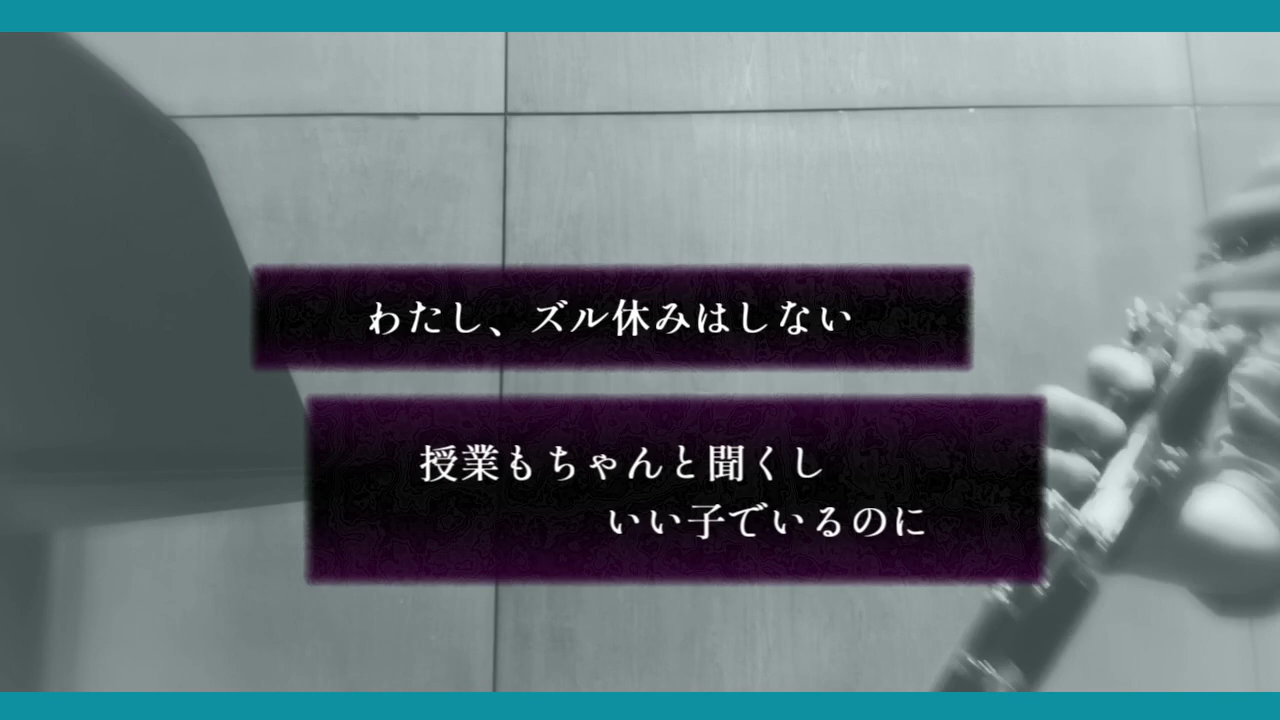 わたし、ズル休みはしない
授業もちゃんと聞くし
いい子でいるのに